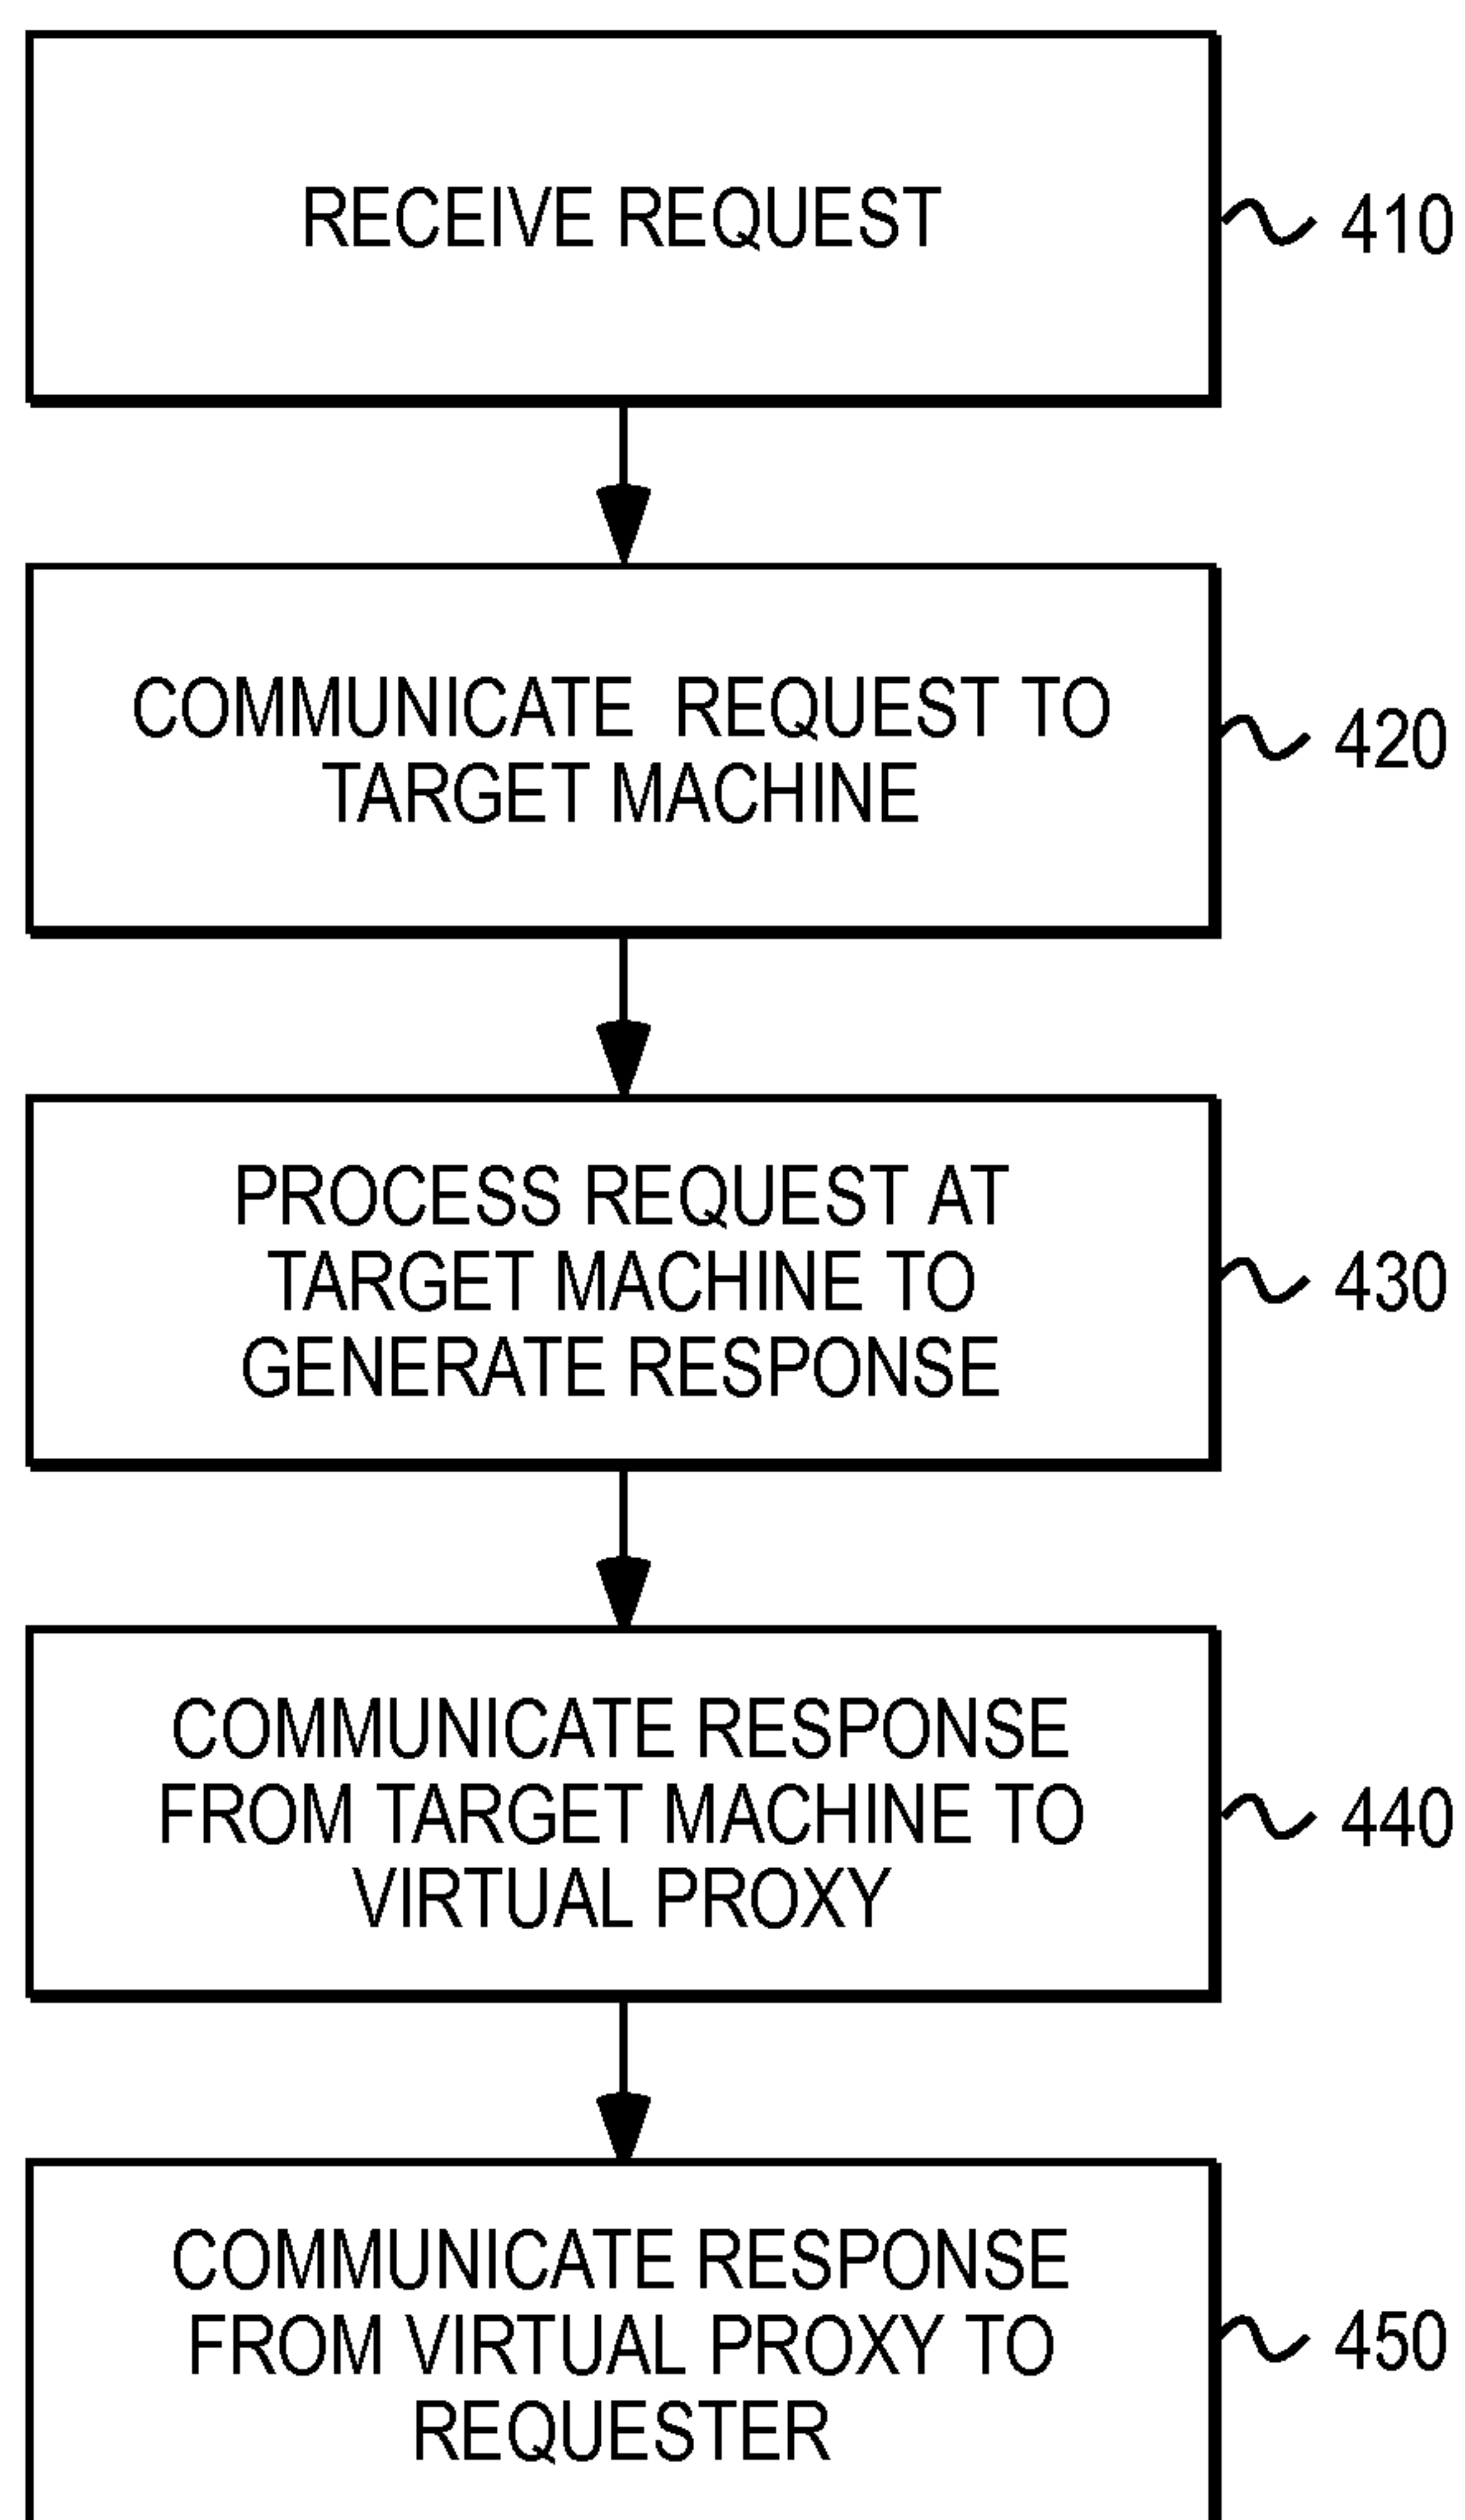 RECEIVE REQUEST
410
COMMUNICATE REQUEST TO
TARGET MACHINE
420
PROCESS REQUEST AT
TARGET MACHINE TO
GENERATE RESPONSE
430
COMMUNICATE RESPONSE
FROM TARGET MACHINE TO
VIRTUAL PROXY
440
COMMUNICATE RESPONSE
FROM VIRTUAL PROXY TO
REQUESTER
450